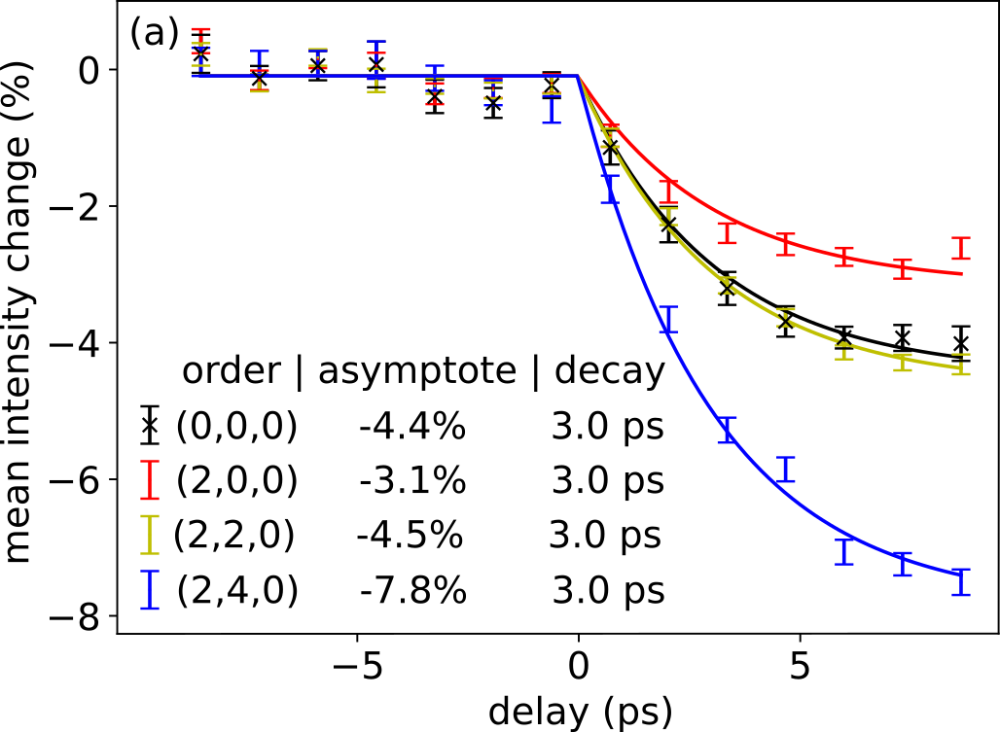 (a)
mean intensity change (%)
0
−2
−4
−6
−8
order | asymptote | decay
(0,0,0) -4.4% 3.0 ps
(2,0,0) -3.1% 3.0 ps
(2,2,0) -4.5% 3.0 ps
(2,4,0) -7.8% 3.0 ps
−5 0 5
delay (ps)